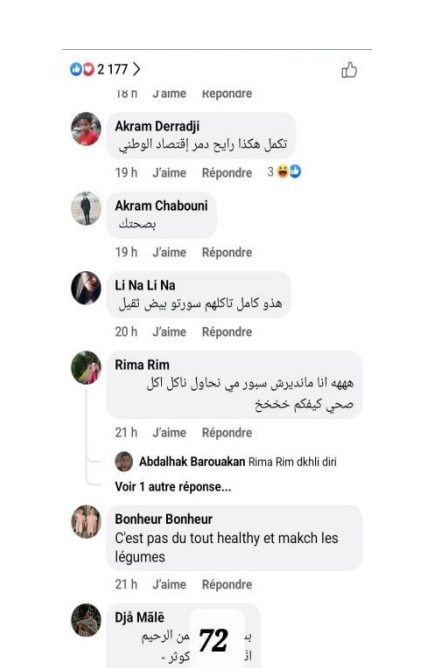 2 177
18 h J'aime Répondre
Akram Derradji
تكمل هكذا رايح دمر إقتصاد الوطني
19 h J'aime Répondre 3
Akram Chabouni
بصحتك
19 h J'aime Répondre
Li Na Li Na
هذو كامل تاكلهم سورتو بيض ثقيل
20 h J'aime Répondre
Rima Rim
هههه انا مانديرش سبور مي نحاول ناكل اكل
صحي كيفكم خخخخ
21 h J'aime Répondre
Abdalhak Barouakan Rima Rim dkhli diri
Voir 1 autre réponse...
Bonheur Bonheur
C'est pas du tout healthy et makch les
légumes
21 h J'aime Répondre
Djå Mãlē
الرحيم
72